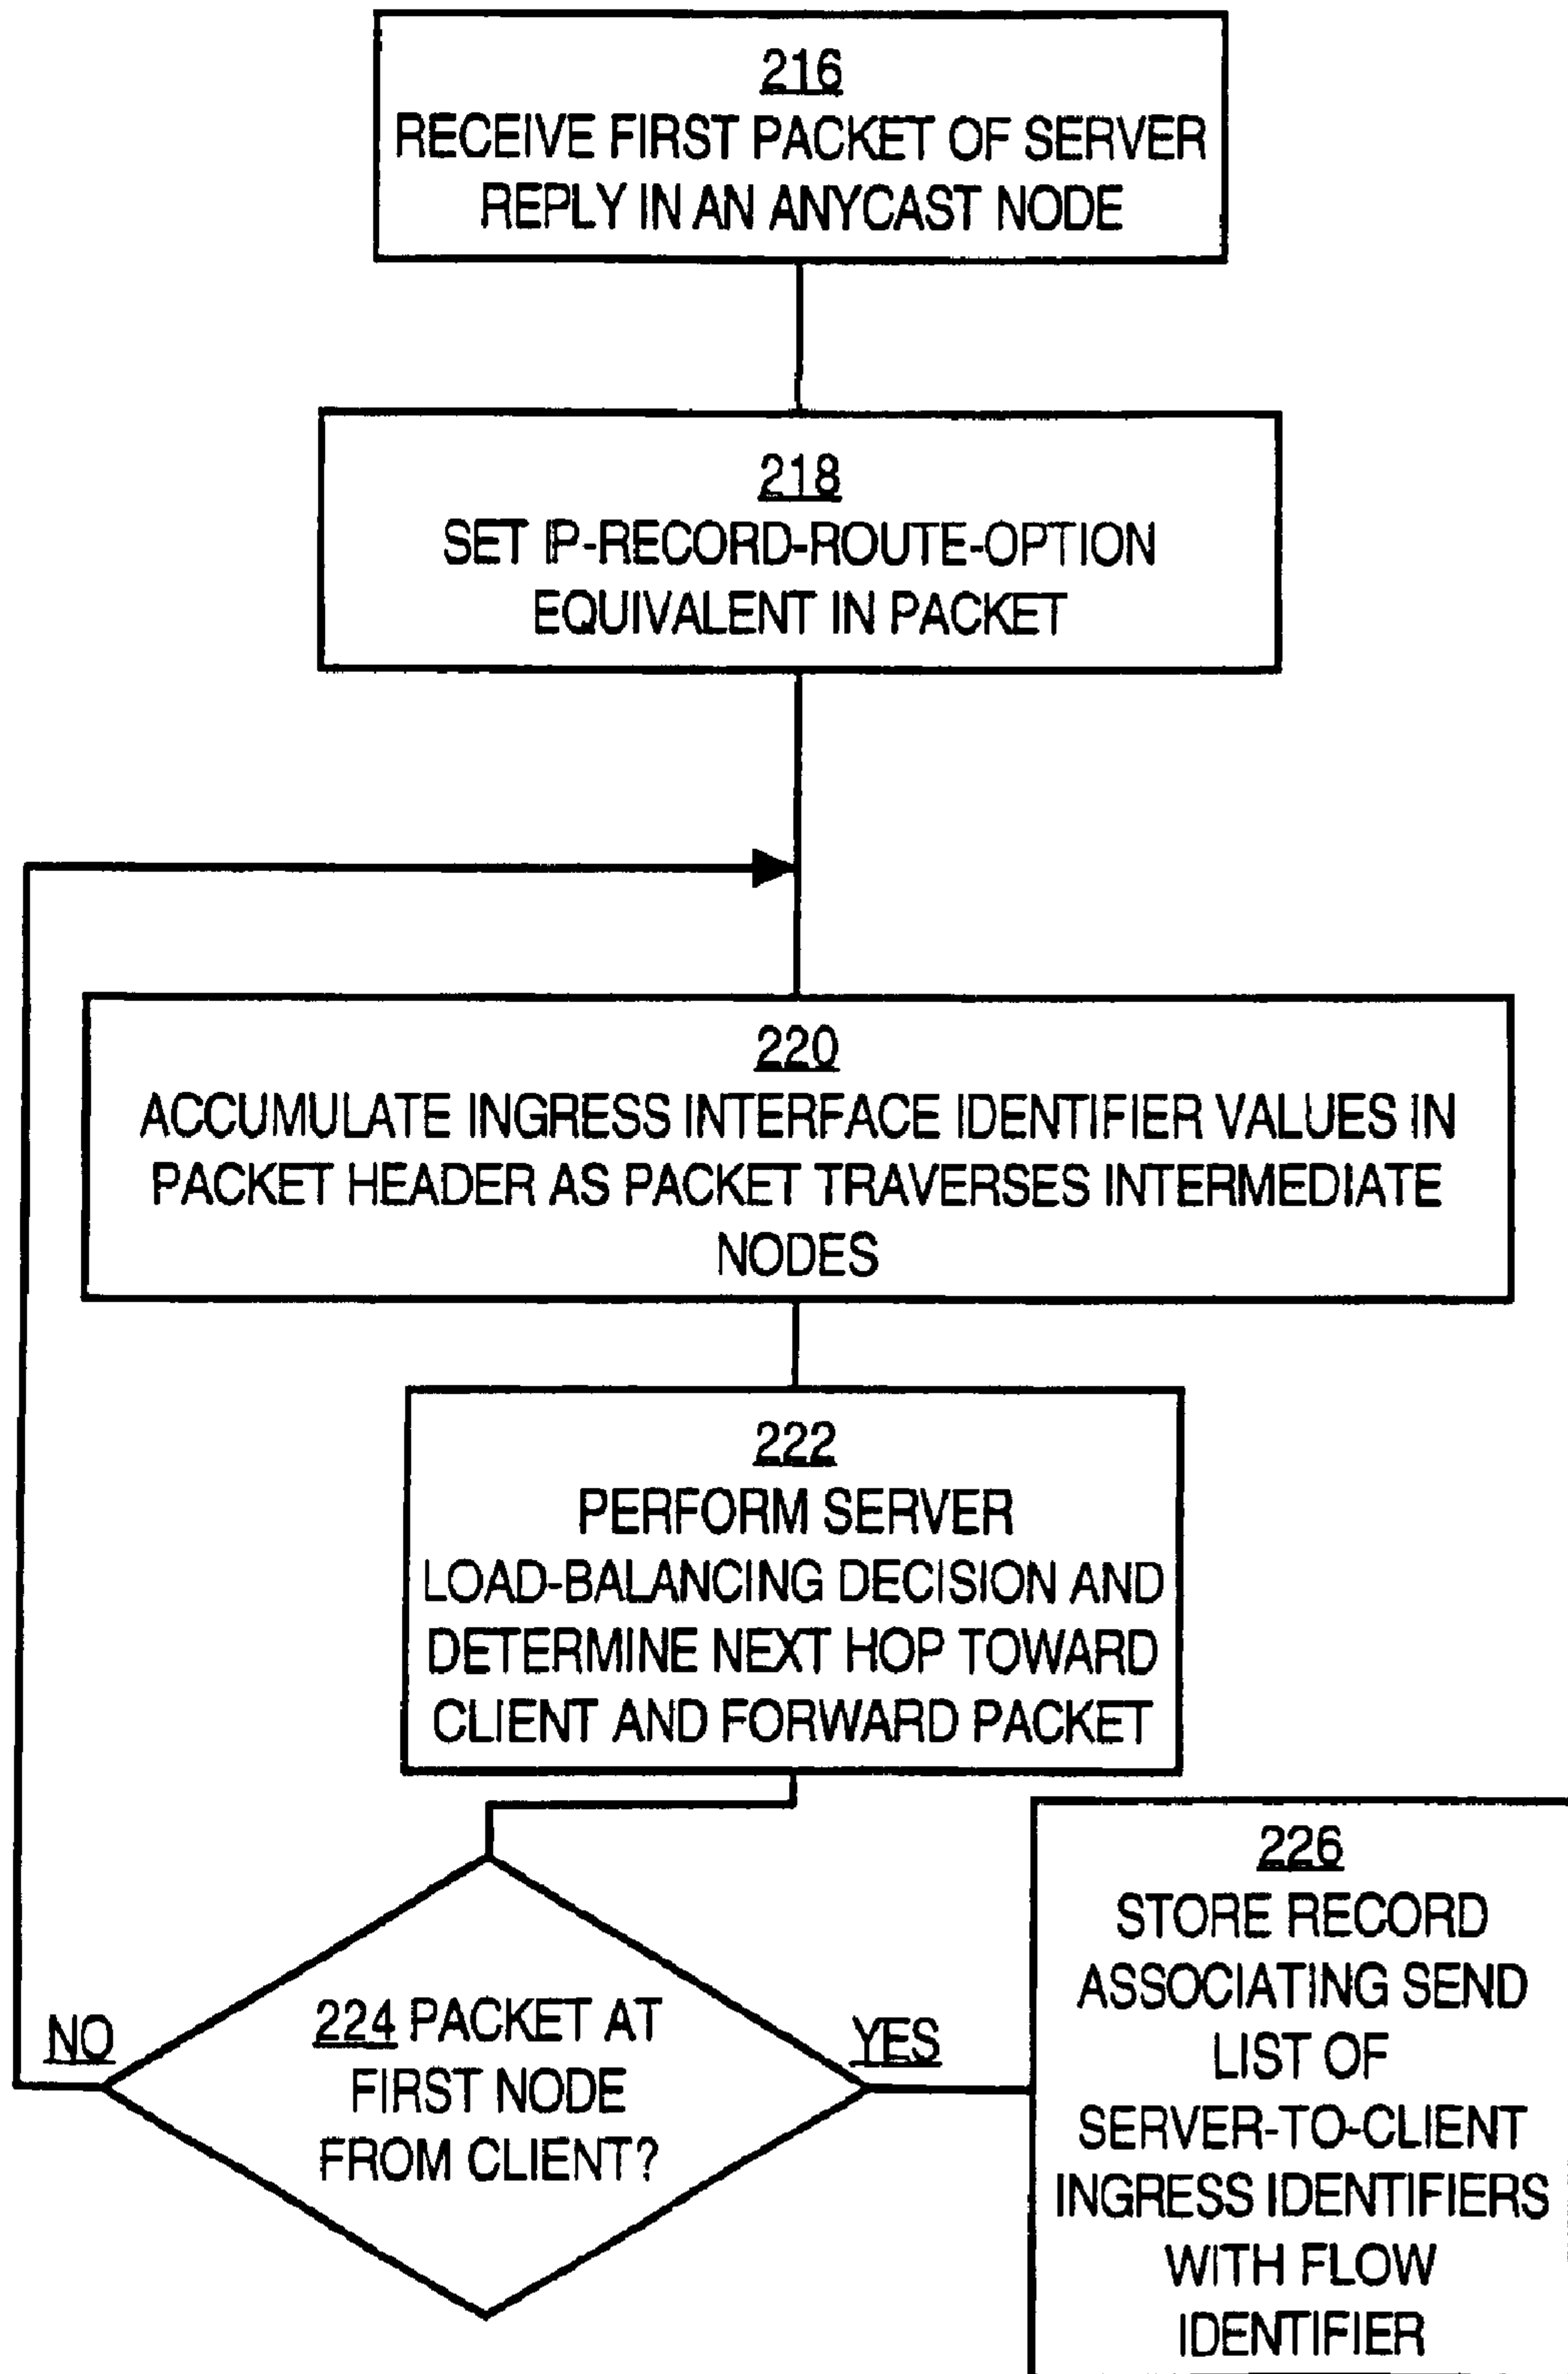 216
RECEIVE FIRST PACKET OF SERVER
REPLY IN AN ANYCAST NODE
218
SET IP-RECORD-ROUTE-OPTION
EQUIVALENT IN PACKET
220
ACCUMULATE INGRESS INTERFACE IDENTIFIER VALUES IN
PACKET HEADER AS PACKET TRAVERSES INTERMEDIATE
NODES
222
PERFORM SERVER
LOAD-BALANCING DECISION AND
DETERMINE NEXT HOP TOWARD
CLIENT AND FORWARD PACKET
224 PACKET AT
FIRST NODE
FROM CLIENT?
NO
YES
226
STORE RECORD
ASSOCIATING SEND
LIST OF
SERVER-TO-CLIENT
INGRESS IDENTIFIERS
WITH FLOW
IDENTIFIER